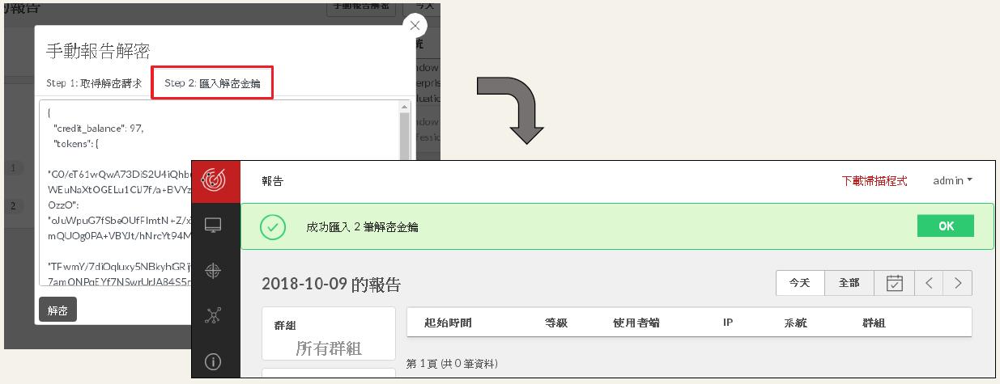 的報告
手動報告解密
今天
手動報告解密
Step 1: 取得解密請求
Step 2: 匯入解密金鑰
{
"credit_balance": 97,
"tokens": {
WEuNaXtOGELu1CiJ7f/a+BVYz
OzzO":
"oJuWpuG7fSbeOUfFImtN+Z/x
mQUOg0PA+VBYJt/hNrcYt94M
"TFwmY/7diOqluxy5NBkyhGRij
7amONPqEYf7NSwrUrJA84S5r
解密
1
2
報告
下載掃描程式
admin
成功匯入 2 筆解密金鑰
OK
2018-10-09 的報告
今天
全部
群組
所有群組
起始時間 等級 使用者端 IP 系統 群組
第 1 頁 (共 0 筆資料)